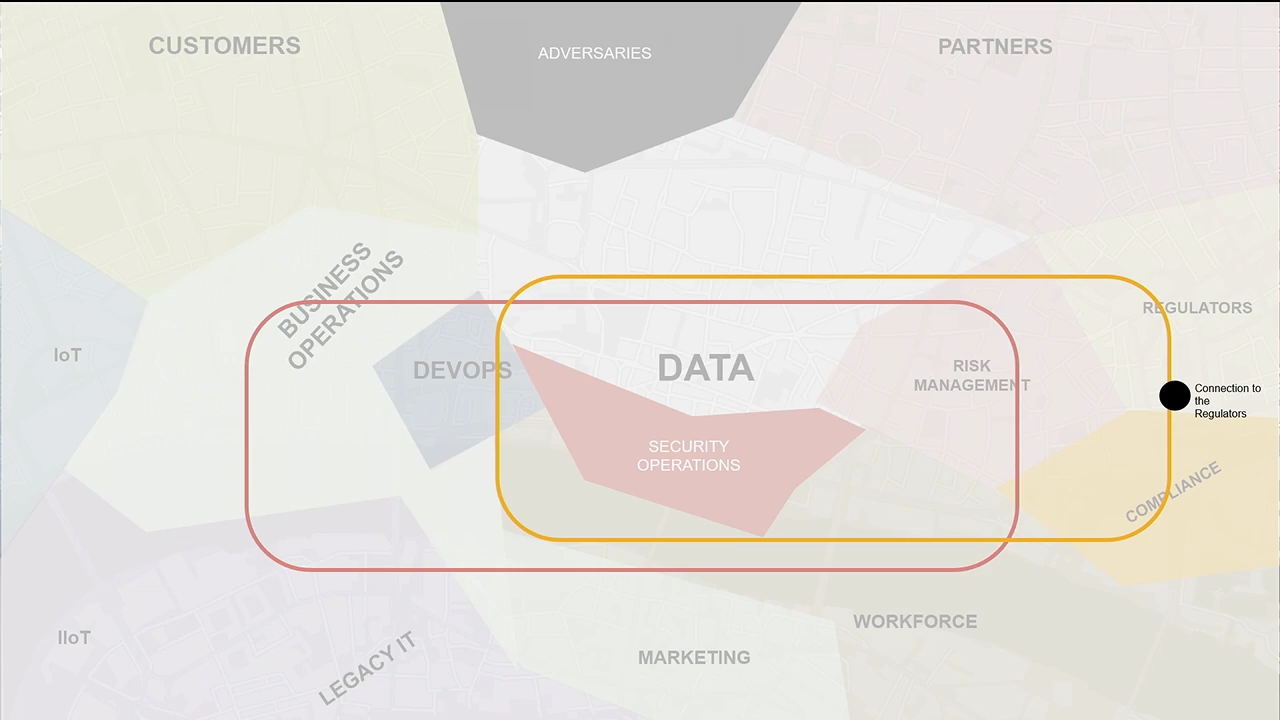 CUSTOMERS
ADVERSARIES
PARTNERS
BUSINESS
OPERATIONS
REGULATORS
IoT
DEVOPS
DATA
RISK
MANAGEMENT
Connection to
the
Regulators
SECURITY
OPERATIONS
COMPLIANCE
IIoT
LEGACY IT
MARKETING
WORKFORCE